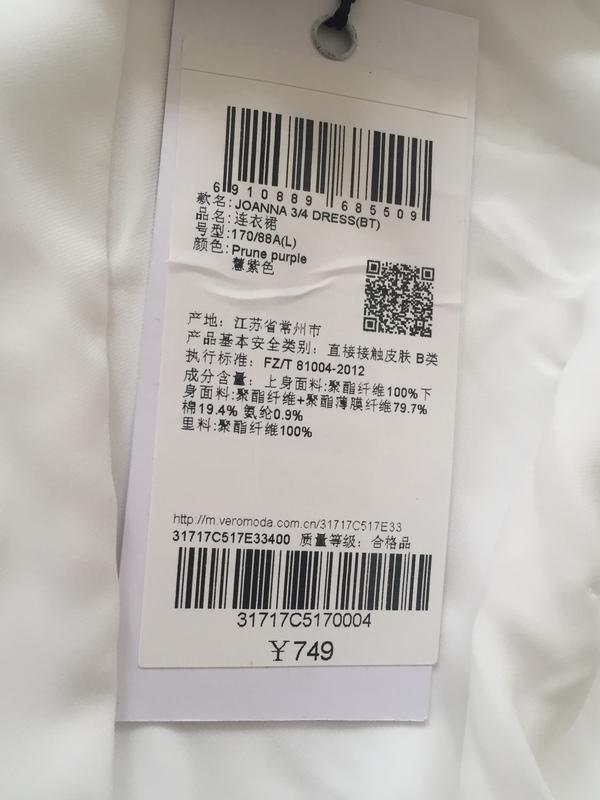 6 910889 685509
款名:JOANNA 3/4 DRESS(BT)
品名:连衣裙
号型:170/88A(L)
颜色:Prune purple
薏紫色
产地：江苏省常州市
产品基本安全类别：直接接触皮肤 B类
执行标准：FZ/T 81004-2012
成分含量：上身面料:聚酯纤维100%下
身面料:聚酯纤维+聚酯薄膜纤维79.7%
棉19.4% 氨纶0.9%
里料:聚酯纤维100%
http://m.veromoda.com.cn/31717C517E33
31717C517E33400 质量等级：合格品
31717C5170004
￥749